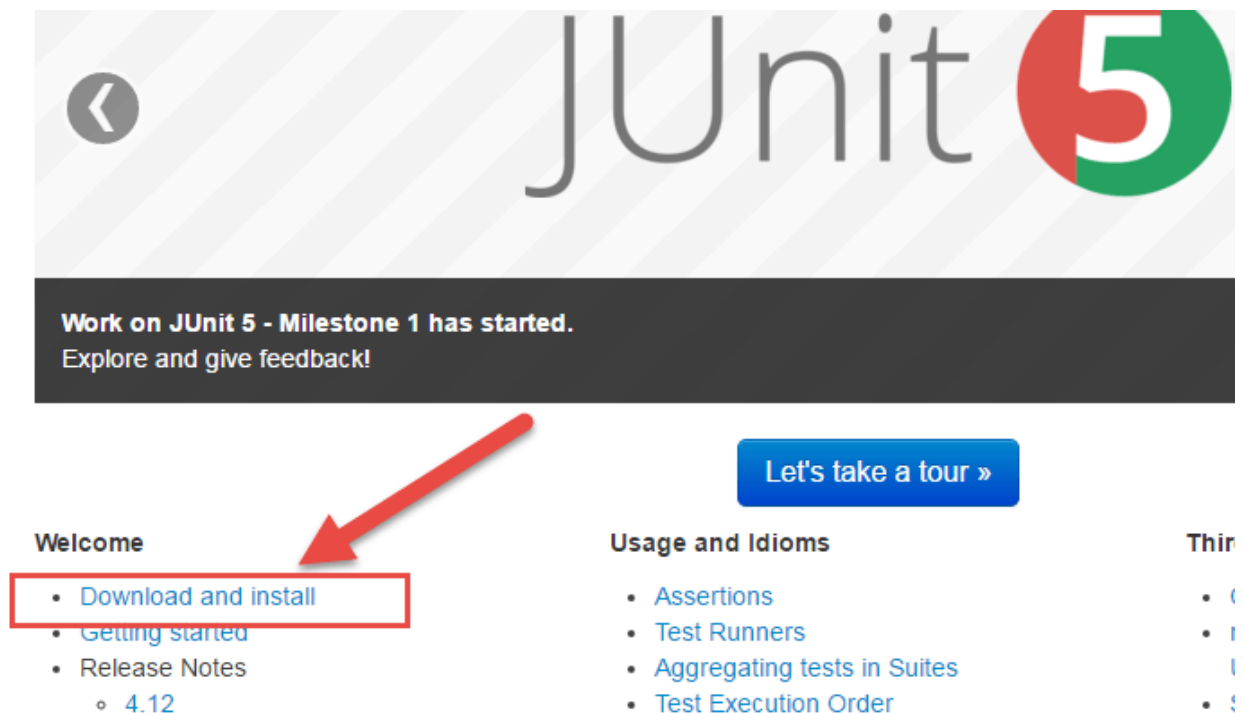 JUnit 5
Work on JUnit 5 - Milestone 1 has started.
Explore and give feedback!
Let's take a tour »
Welcome
Download and install
Getting started
Release Notes
4.12
Usage and Idioms
Assertions
Test Runners
Aggregating tests in Suites
Test Execution Order